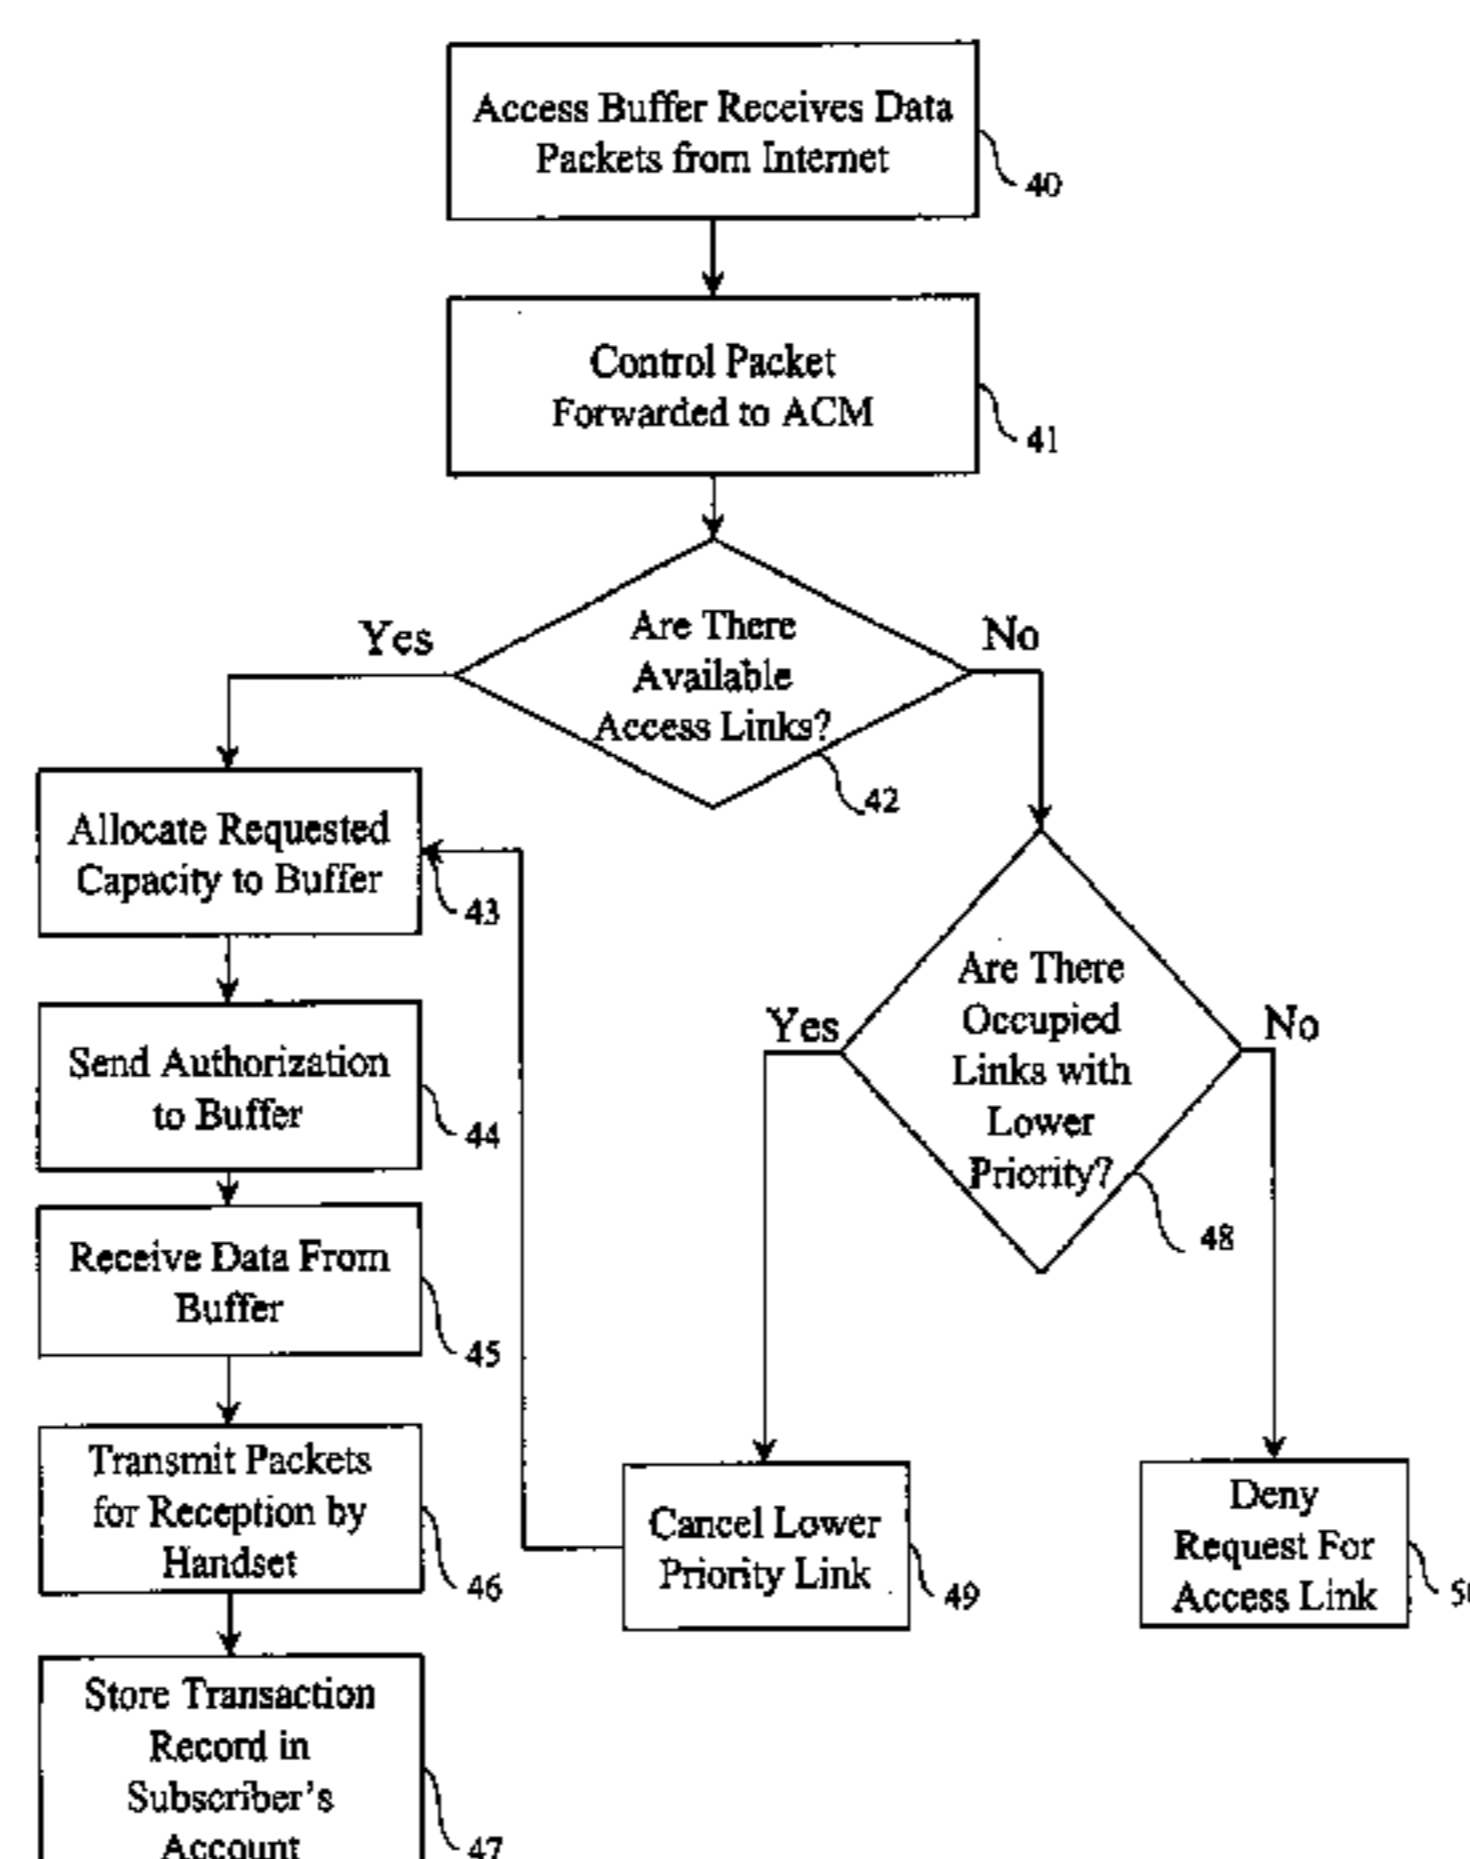 Access Buffer Receives Data
Packets from Internet
40
Control Packet
Forwarded to ACM
41
Are There
Available
Access Links?
42
Yes
No
Allocate Requested
Capacity to Buffer
43
Send Authorization
to Buffer
44
Receive Data From
Buffer
45
Transmit Packets
for Reception by
Handset
46
Store Transaction
Record in
Subscriber's
Account
47
Are There
Occupied
Links with
Lower
Priority?
48
Yes
No
Cancel Lower
Priority Link
49
Deny
Request For
Access Link
50